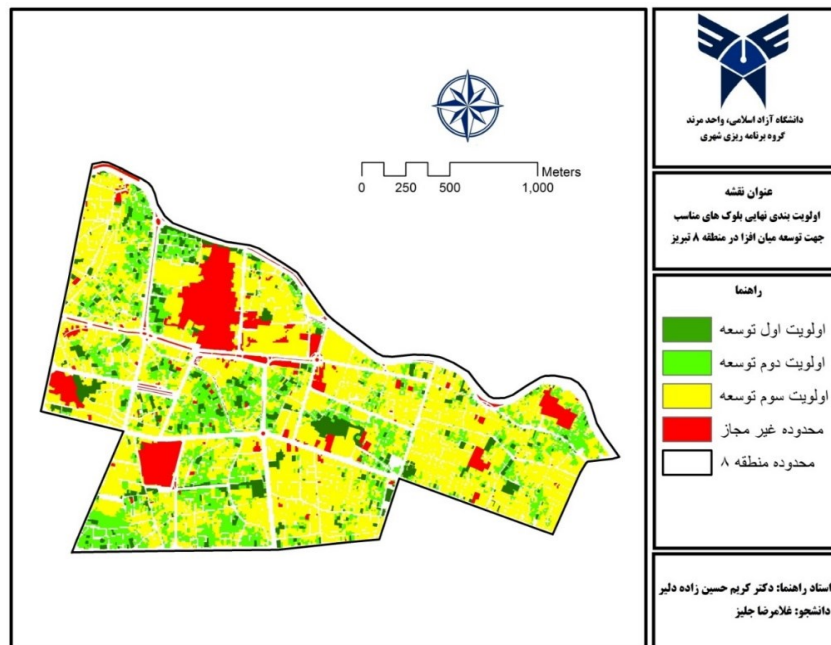 دانشگاه آزاد اسلامی، واحد مرند
گروه برنامه ریزی شهری
Meters
0 250 500 1,000
عنوان نقشه
اولویت بندی نهایی بلوک های مناسب
جهت توسعه میان افزا در منطقه ۸ تبریز
راهنما
اولویت اول توسعه
اولویت دوم توسعه
اولویت سوم توسعه
محدوده غیر مجاز
محدوده منطقه ۸
استاد راهنما: دکتر کریم حسین زاده دلیر
دانشجو: غلامرضا جلیز